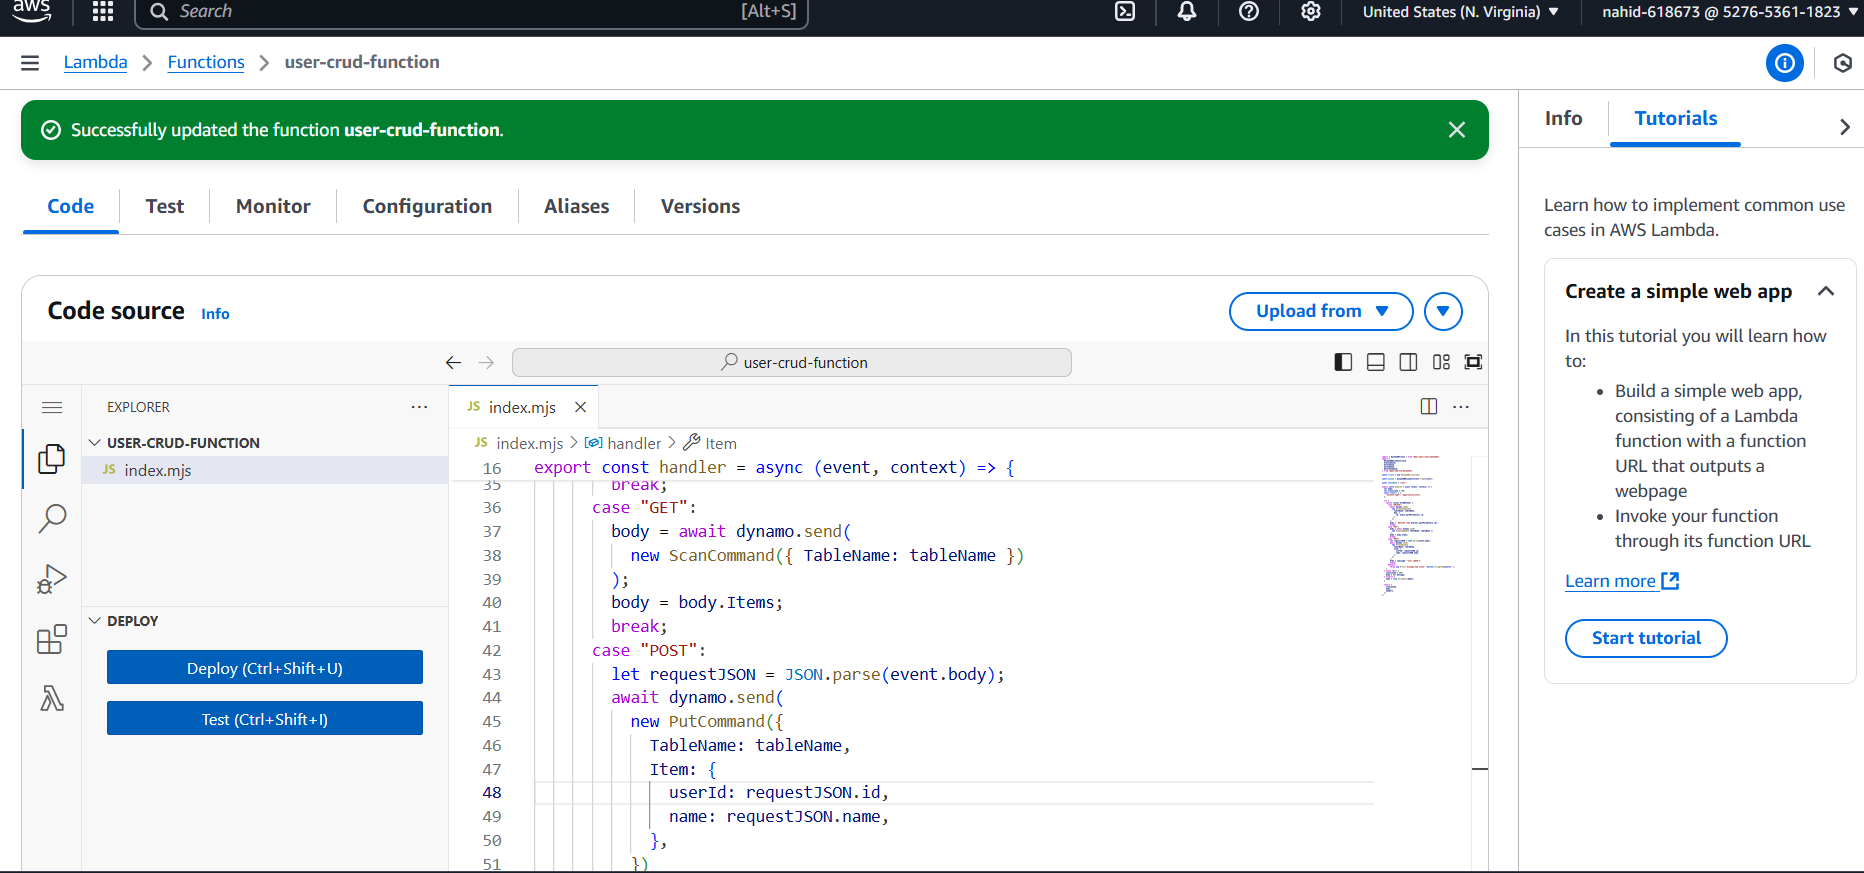 aws
Search
[Alt+S]
United States (N. Virginia)
nahid-618673 @ 5276-5361-1823
Lambda
Functions
user-crud-function
Successfully updated the function user-crud-function.
Code
Test
Monitor
Configuration
Aliases
Versions
Code source
Info
Upload from
user-crud-function
EXPLORER
USER-CRUD-FUNCTION
JS index.mjs
DEPLOY
Deploy (Ctrl+Shift+U)
Test (Ctrl+Shift+I)
JS index.mjs
JS index.mjs > handler > Item
16 export const handler = async (event, context) => {
35 break;
36 case "GET":
37 body = await dynamo.send(
38 new ScanCommand({ TableName: tableName })
39 );
40 body = body.Items;
41 break;
42 case "POST":
43 let requestJSON = JSON.parse(event.body);
44 await dynamo.send(
45 new PutCommand({
46 TableName: tableName,
47 Item: {
48 userId: requestJSON.id,
49 name: requestJSON.name,
50 },
51 })
Info
Tutorials
Learn how to implement common use
cases in AWS Lambda.
Create a simple web app
In this tutorial you will learn how
to:
• Build a simple web app,
consisting of a Lambda
function with a function
URL that outputs a
webpage
• Invoke your function
through its function URL
Learn more
Start tutorial